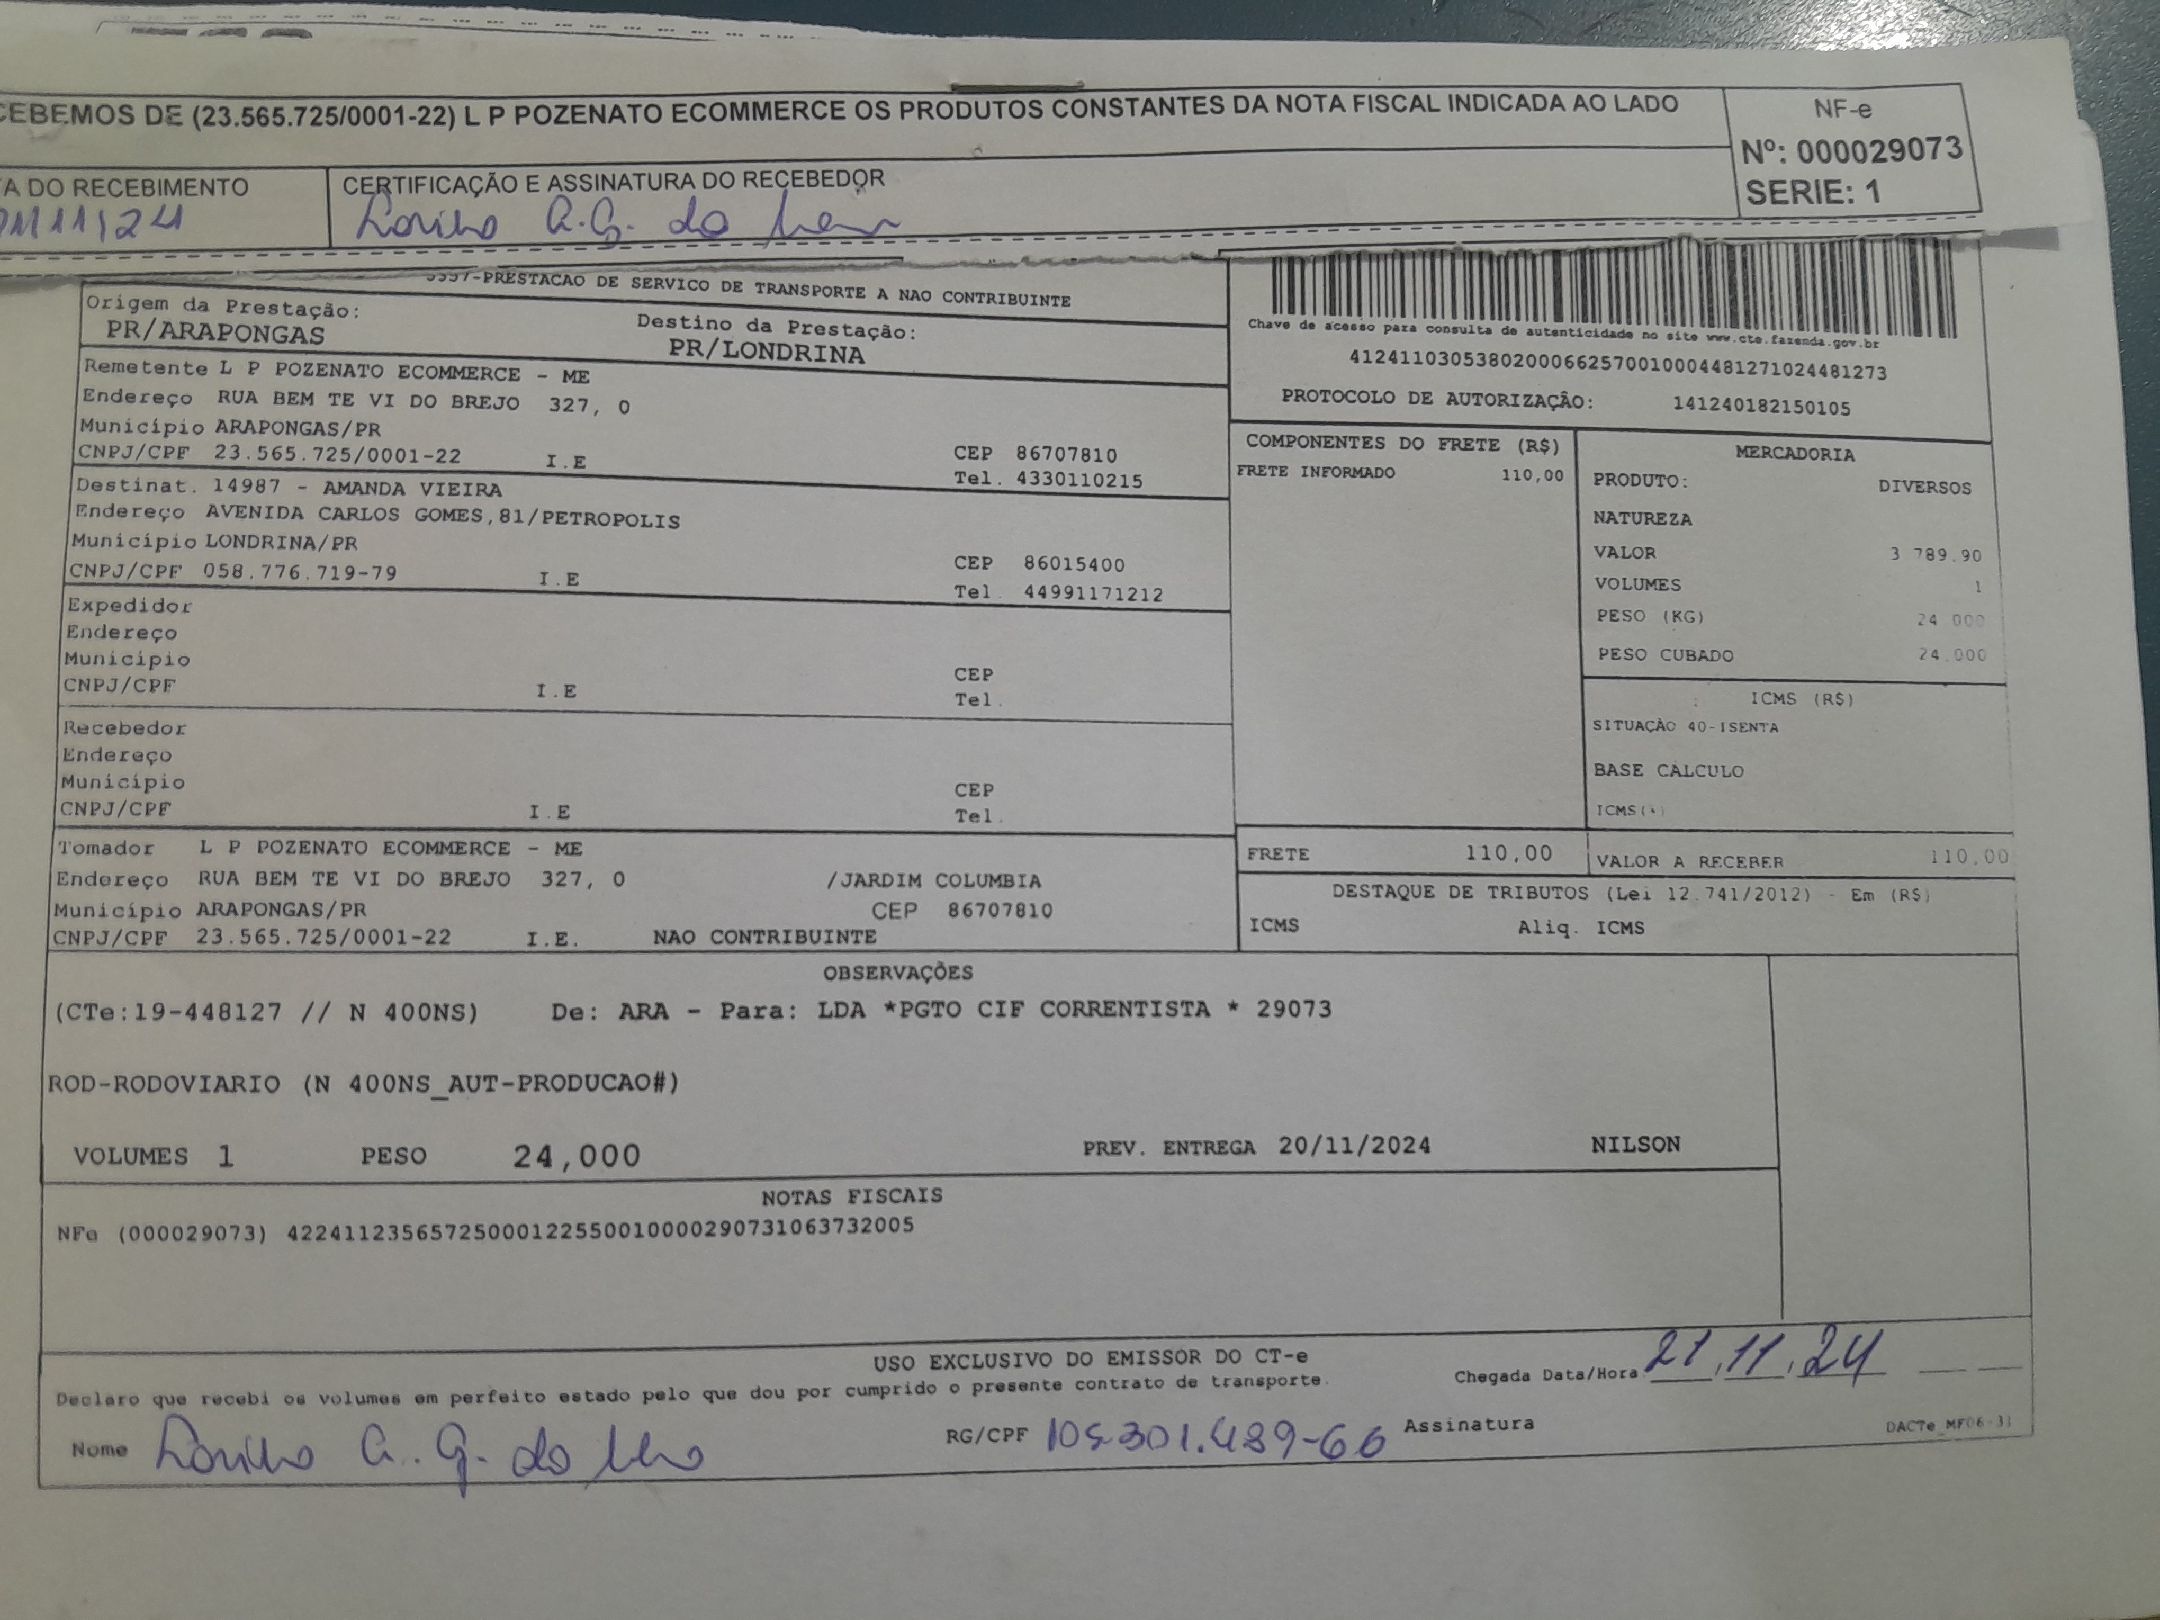 CEBEMOS DE (23.565.725/0001-22) L P POZENATO ECOMMERCE OS PRODUTOS CONSTANTES DA NOTA FISCAL INDICADA AO LADO
NF-e
Nº: 000029073
SERIE: 1
TA DO RECEBIMENTO
11/24
CERTIFICAÇÃO E ASSINATURA DO RECEBEDOR
A.G. da
-PRESTACAO DE SERVICO DE TRANSPORTE A NAO CONTRIBUINTE
Origem da Prestação:
PR/ARAPONGAS
Destino da Prestação:
PR/LONDRINA
Chave de acesso para consulta de autenticidade no site www.cte.fazenda.gov.br
41241103053802000662570010004481271024481273
PROTOCOLO DE AUTORIZAÇÃO: 141240182150105
Remetente L P POZENATO ECOMMERCE - ME
Endereço RUA BEM TE VI DO BREJO 327, 0
Município ARAPONGAS/PR
CNPJ/CPF 23.565.725/0001-22 I.E
CEP 86707810
Tel. 4330110215
Destinat. 14987 - AMANDA VIEIRA
Endereço AVENIDA CARLOS GOMES,81/PETROPOLIS
Município LONDRINA/PR
CNPJ/CPF 058.776.719-79 I.E
CEP 86015400
Tel. 44991171212
Expedidor
Endereço
Município
CNPJ/CPF I.E
CEP
Tel.
Recebedor
Endereço
Município
CNPJ/CPF I.E
CEP
Tel.
Tomador L P POZENATO ECOMMERCE - ME
Endereço RUA BEM TE VI DO BREJO 327, 0 /JARDIM COLUMBIA
Município ARAPONGAS/PR CEP 86707810
CNPJ/CPF 23.565.725/0001-22 I.E. NAO CONTRIBUINTE
COMPONENTES DO FRETE (R$)
FRETE INFORMADO 110,00
MERCADORIA
PRODUTO: DIVERSOS
NATUREZA
VALOR 3 789.90
VOLUMES 1
PESO (KG) 24 000
PESO CUBADO 24.000
ICMS (R$)
SITUAÇÃO 40-ISENTA
BASE CALCULO
ICMS
FRETE 110,00
VALOR A RECEBER 110,00
DESTAQUE DE TRIBUTOS (Lei 12.741/2012) - Em (R$)
ICMS Aliq. ICMS
OBSERVAÇÕES
(CTe:19-448127 // N 400NS) De: ARA - Para: LDA *PGTO CIF CORRENTISTA * 29073
ROD-RODOVIARIO (N 400NS_AUT-PRODUCAO#)
VOLUMES 1 PESO 24,000 PREV. ENTREGA 20/11/2024 NILSON
NOTAS FISCAIS
NFe (000029073) 42241123565725000122550010000290731063732005
USO EXCLUSIVO DO EMISSOR DO CT-e
Declaro que recebi os volumes em perfeito estado pelo que dou por cumprido o presente contrato de transporte.
Chegada Data/Hora 21.11.24
Nome
RG/CPF
Assinatura
DACTe_MF06-31